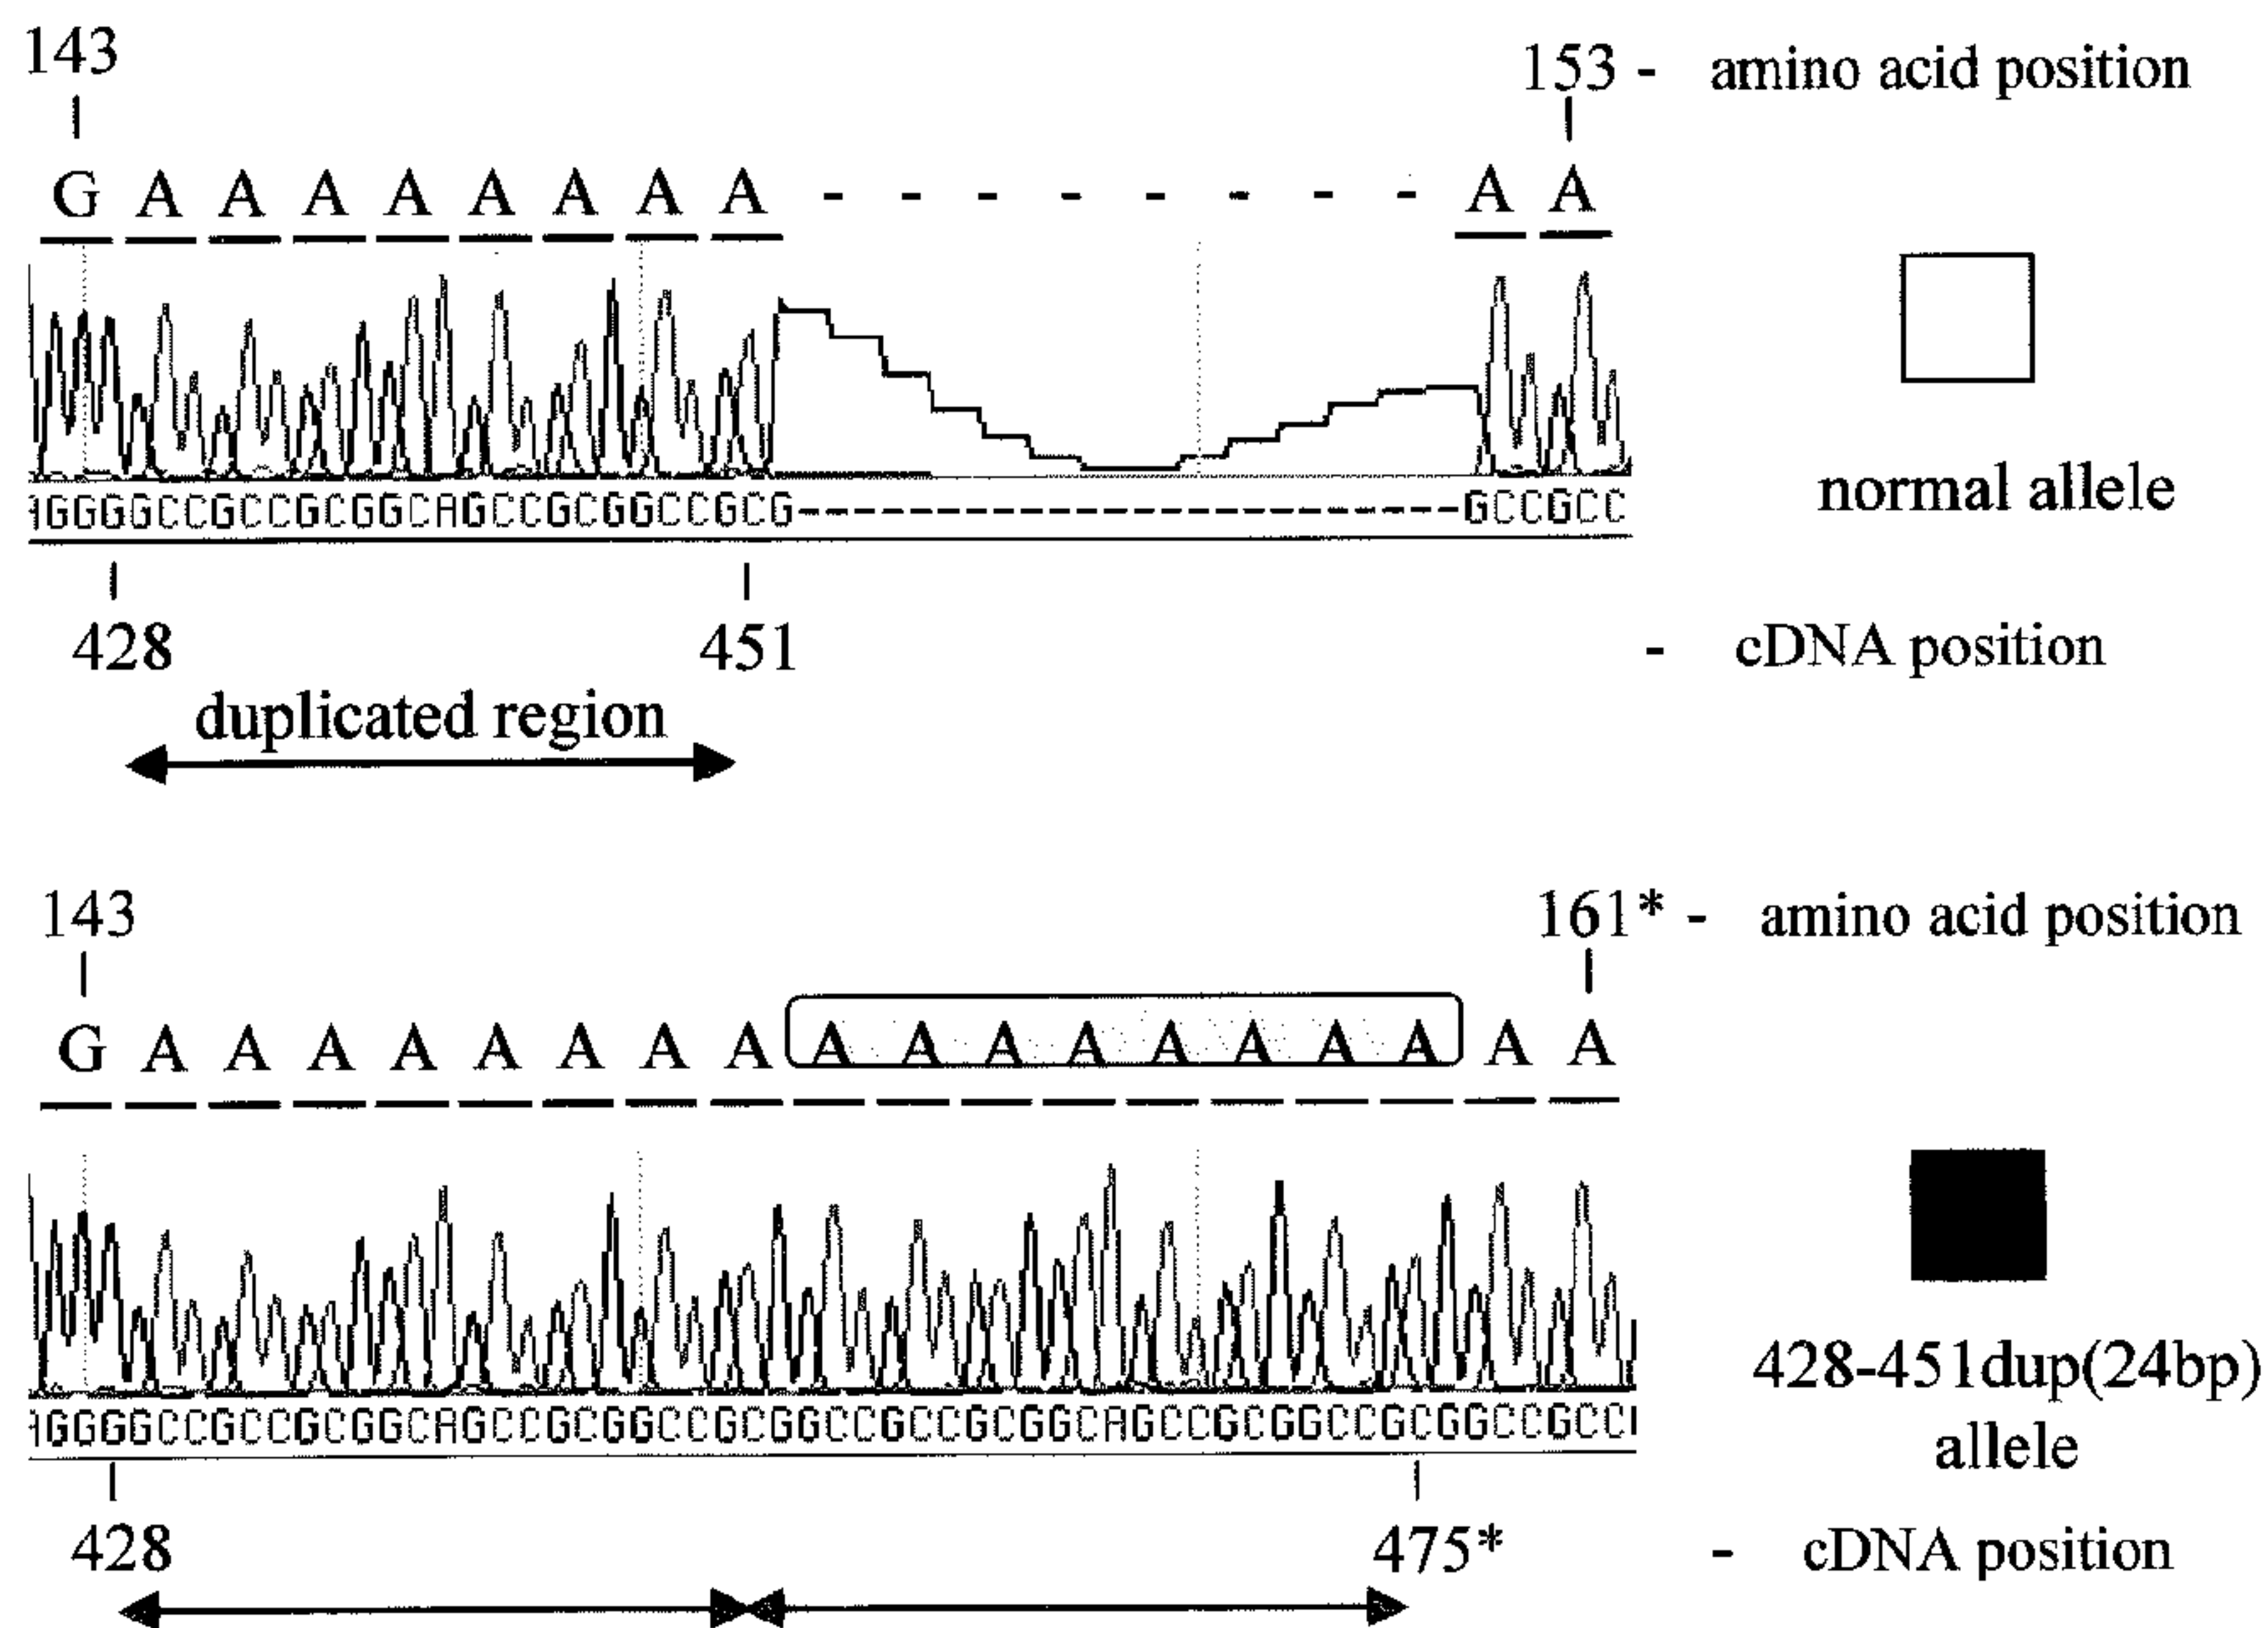 143 153 - amino acid position
G A A A A A A A A - - - - - - - - A A
GGGGCCGCCGCGGCAGCCGCGGCCGCG------------------------GCCGCC
normal allele
428 451 - cDNA position
duplicated region
143 161* - amino acid position
G A A A A A A A A A A A A A A A A A A
GGGGCCGCCGCGGCAGCCGCGGCCGCGGCCGCCGCGGCAGCCGCGGCCGCGGCCGCC
428-451dup(24bp)
allele
428 475* - cDNA position